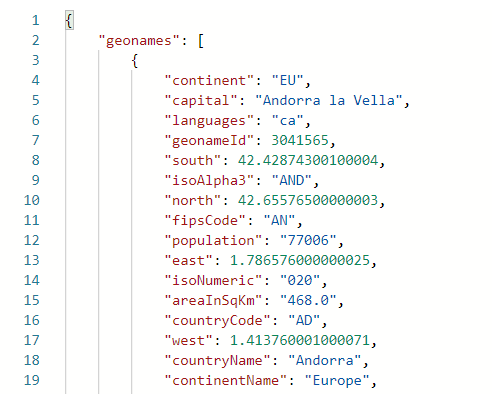 1 {
2 "geonames": [
3 {
4 "continent": "EU",
5 "capital": "Andorra la Vella",
6 "languages": "ca",
7 "geonameId": 3041565,
8 "south": 42.42874300100004,
9 "isoAlpha3": "AND",
10 "north": 42.65576500000003,
11 "fipsCode": "AN",
12 "population": "77006",
13 "east": 1.786576000000025,
14 "isoNumeric": "020",
15 "areaInSqKm": "468.0",
16 "countryCode": "AD",
17 "west": 1.413760001000071,
18 "countryName": "Andorra",
19 "continentName": "Europe",